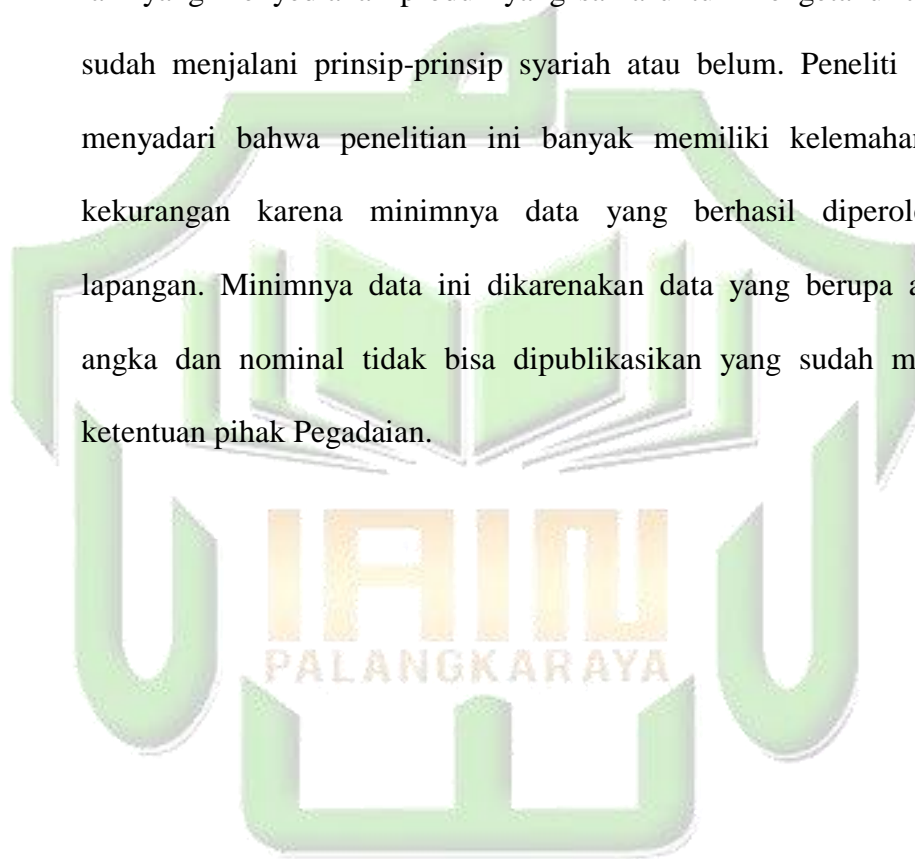 sudah menjalani prinsip-prinsip syariah atau belum. Peneliti
menyadari bahwa penelitian ini banyak memiliki
kekurangan karena minimnya data yang berhasil
lapangan. Minimnya data ini dikarenakan data yang berupa
angka dan nominal tidak bisa dipublikasikan yang sudah
ketentuan pihak Pegadaian.
IAIN
PALANGKARAYA